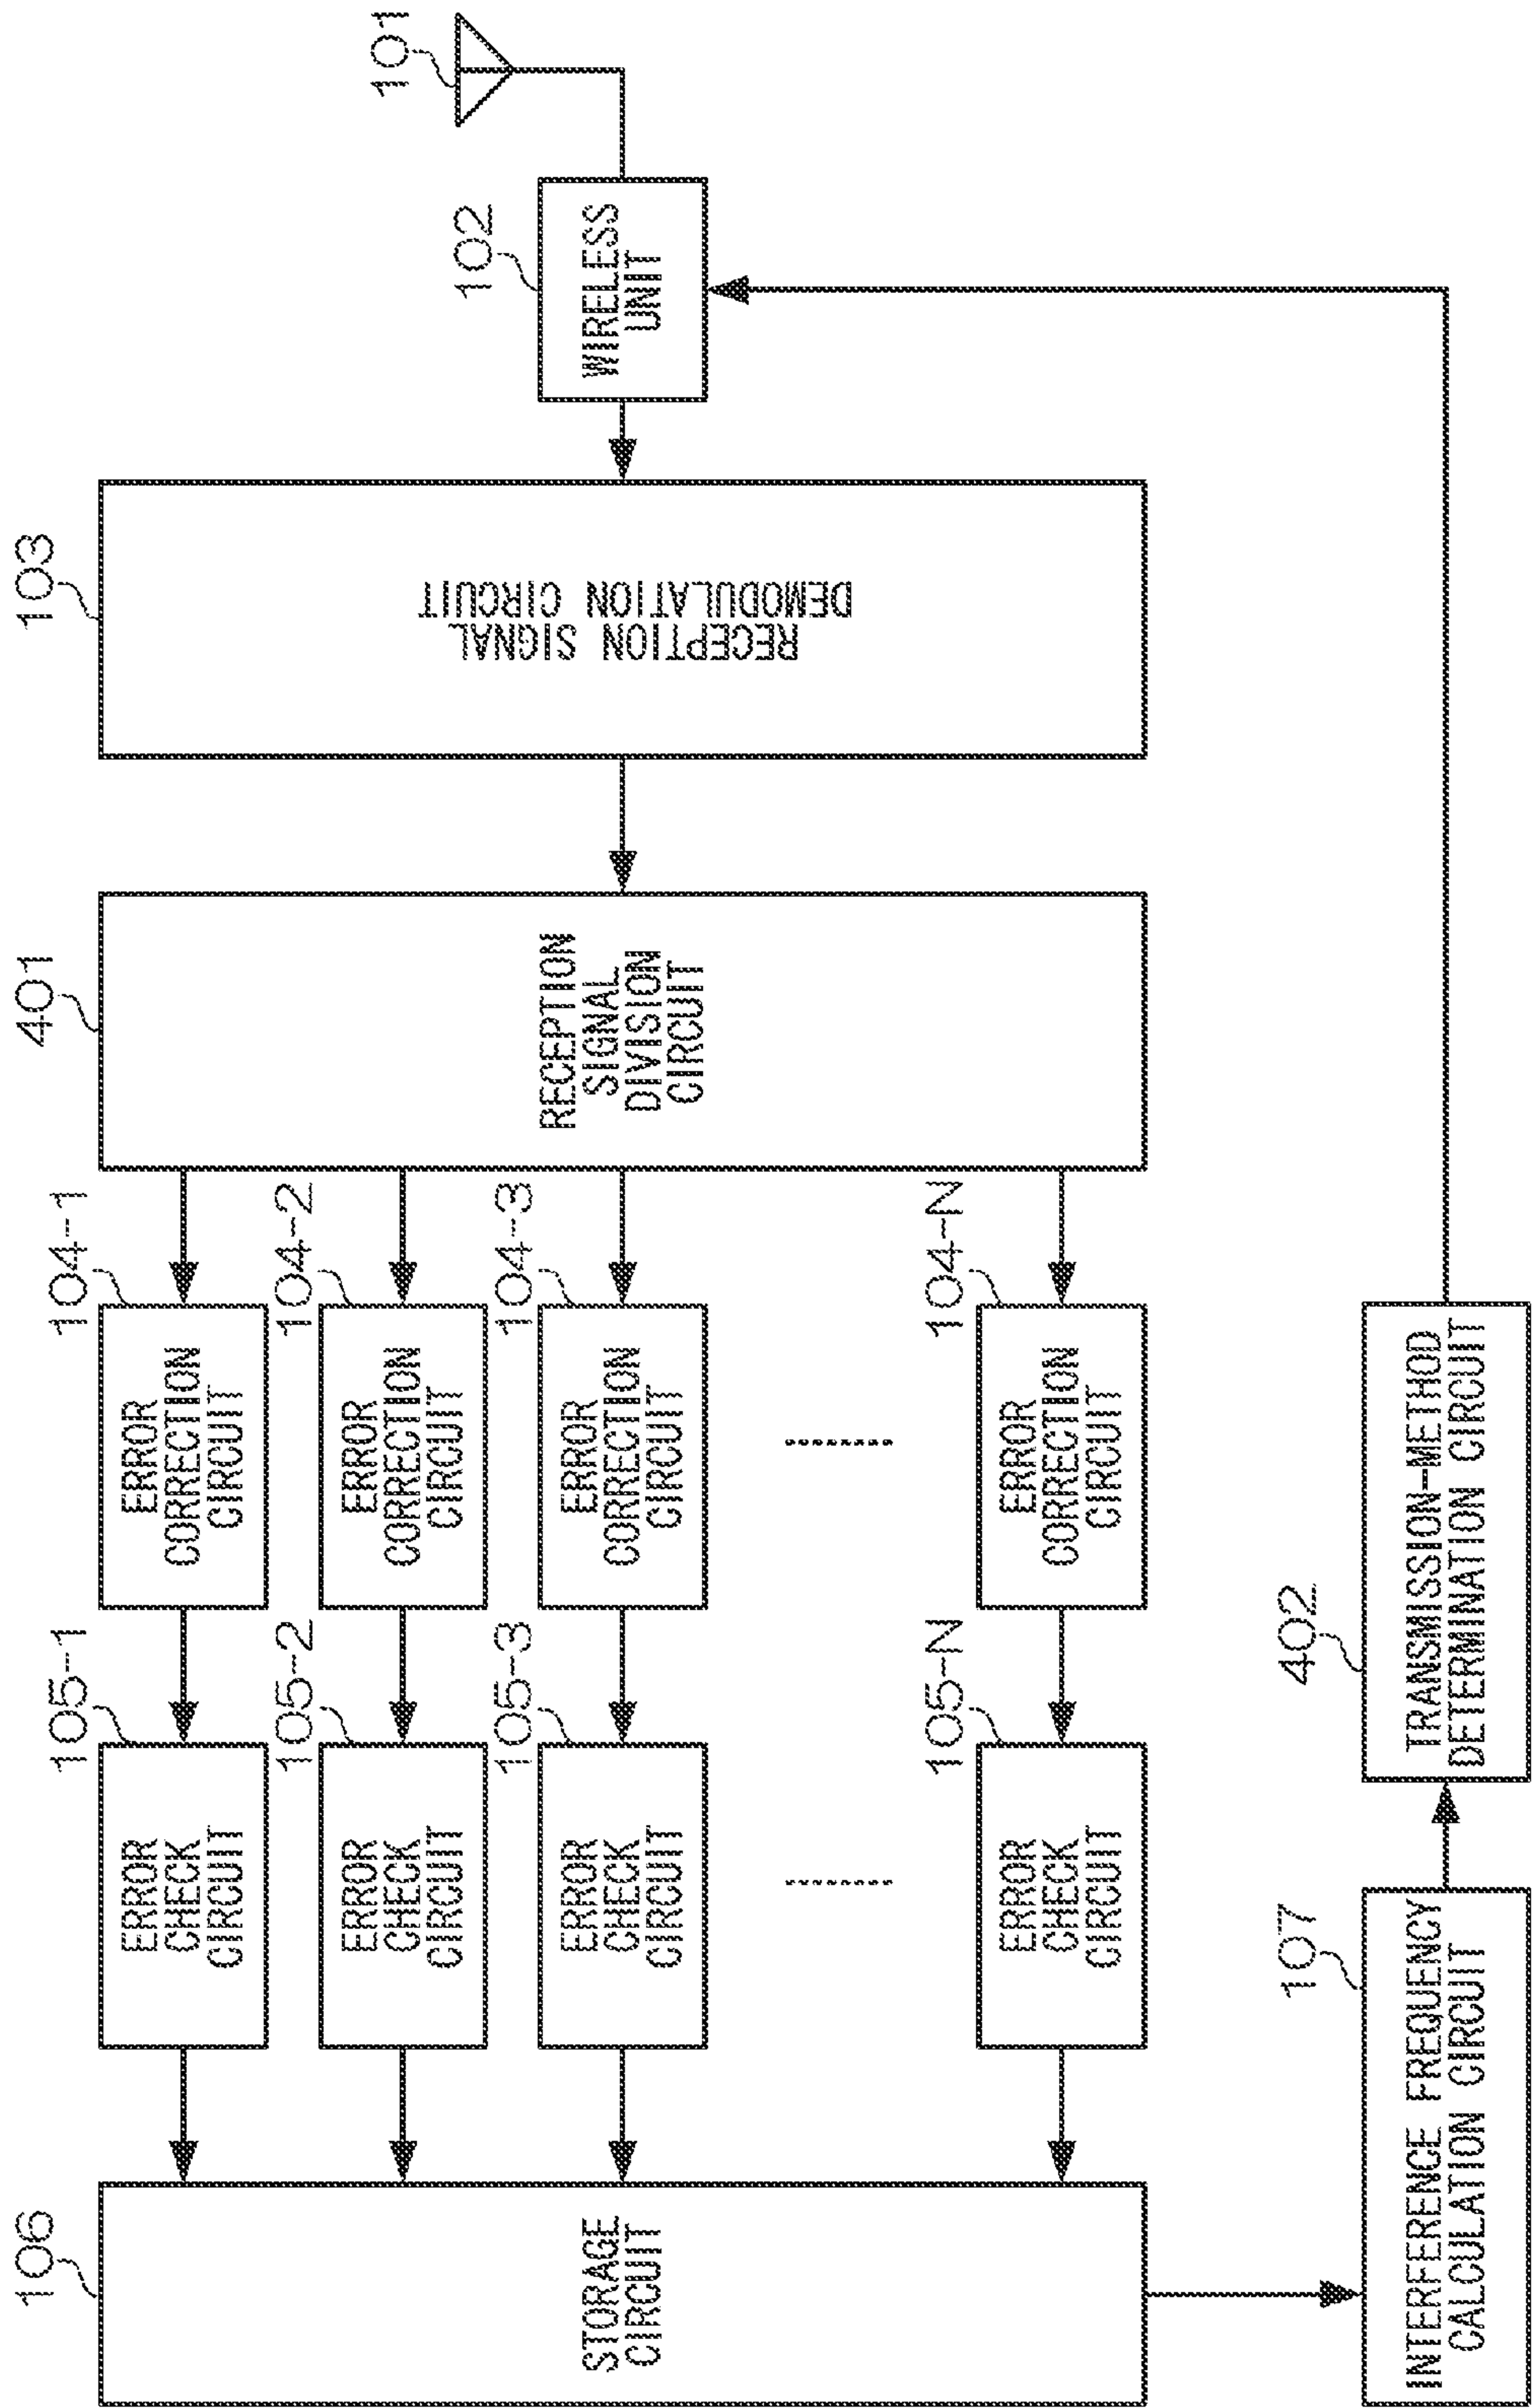 101
102
WIRELESS
UNIT
103
RECEPTION SIGNAL
DEMODULATION CIRCUIT
401
RECEPTION
SIGNAL
DIVISION
CIRCUIT
104-1
ERROR
CORRECTION
CIRCUIT
104-2
ERROR
CORRECTION
CIRCUIT
104-3
ERROR
CORRECTION
CIRCUIT
104-N
ERROR
CORRECTION
CIRCUIT
105-1
ERROR
CHECK
CIRCUIT
105-2
ERROR
CHECK
CIRCUIT
105-3
ERROR
CHECK
CIRCUIT
105-N
ERROR
CHECK
CIRCUIT
106
STORAGE
CIRCUIT
107
INTERFERENCE FREQUENCY
CALCULATION CIRCUIT
402
TRANSMISSION-METHOD
DETERMINATION CIRCUIT